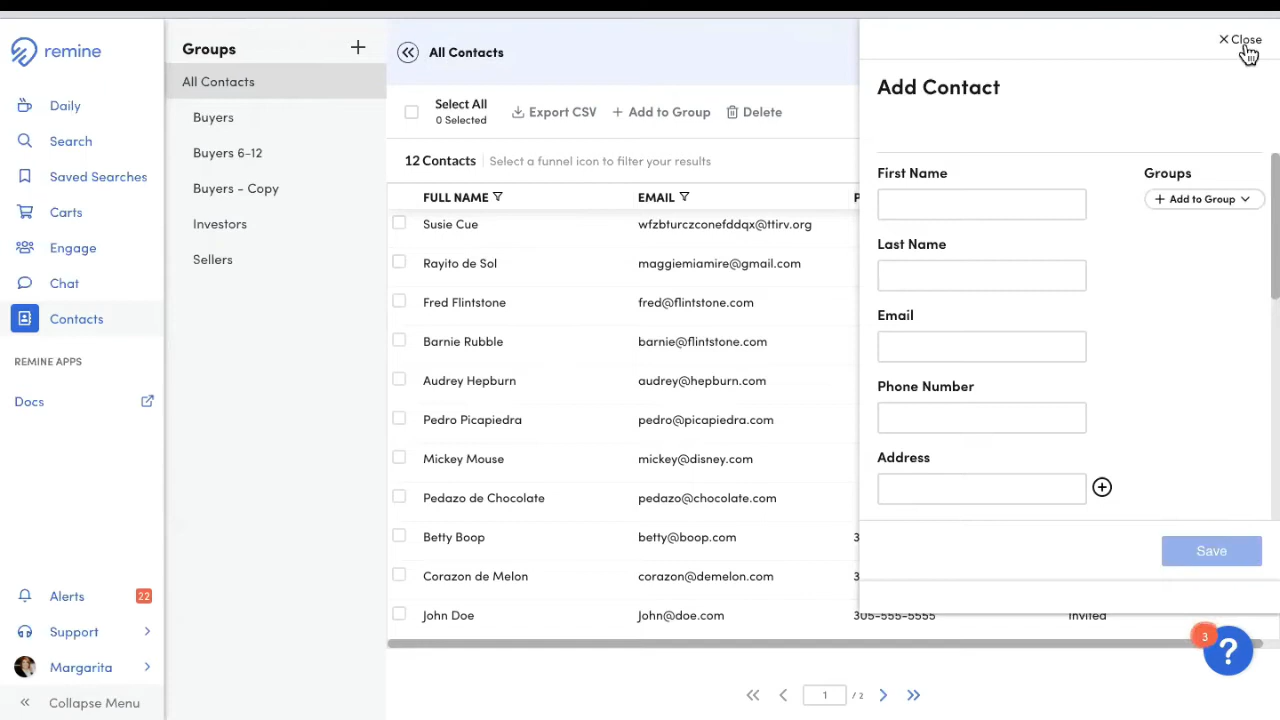 remine
Daily
Search
Saved Searches
Carts
Engage
Chat
Contacts
REMINE APPS
Docs
Alerts 22
Support
Margarita
Collapse Menu
Groups
All Contacts
Buyers
Buyers 6-12
Buyers - Copy
Investors
Sellers
All Contacts
Select All
0 Selected
Export CSV
Add to Group
Delete
12 Contacts Select a funnel icon to filter your results
FULL NAME EMAIL P
Susie Cue wfzbturczconefddqx@ttirv.org
Rayito de Sol maggiemiamire@gmail.com
Fred Flintstone fred@flintstone.com
Barnie Rubble barnie@flintstone.com
Audrey Hepburn audrey@hepburn.com
Pedro Picapiedra pedro@picapiedra.com
Mickey Mouse mickey@disney.com
Pedazo de Chocolate pedazo@chocolate.com
Betty Boop betty@boop.com 3
Corazon de Melon corazon@demelon.com 3
John Doe John@doe.com 305-555-5555 Invited
1 / 2
Close
Add Contact
First Name
Groups
+ Add to Group
Last Name
Email
Phone Number
Address
Save
3
?